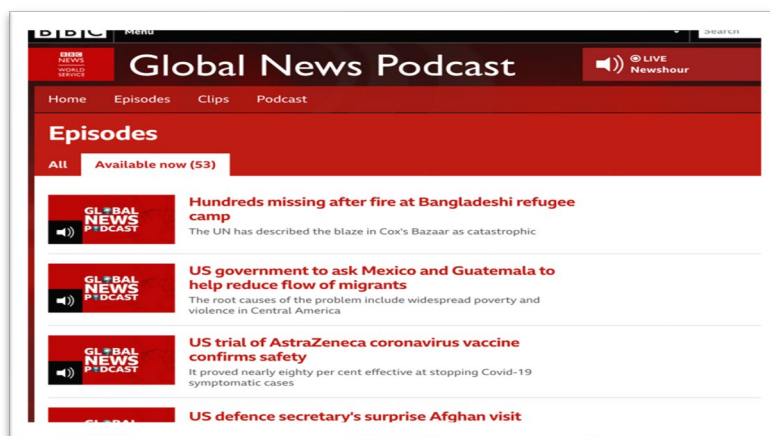 BBC Menu Search
BBC
NEWS
WORLD
SERVICE
Global News Podcast
LIVE
Newshour
Home Episodes Clips Podcast
Episodes
All Available now (53)
GLOBAL
NEWS
PODCAST
Hundreds missing after fire at Bangladeshi refugee
camp
The UN has described the blaze in Cox's Bazaar as catastrophic
GLOBAL
NEWS
PODCAST
US government to ask Mexico and Guatemala to
help reduce flow of migrants
The root causes of the problem include widespread poverty and
violence in Central America
GLOBAL
NEWS
PODCAST
US trial of AstraZeneca coronavirus vaccine
confirms safety
It proved nearly eighty per cent effective at stopping Covid-19
symptomatic cases
GLOBAL
US defence secretary's surprise Afghan visit